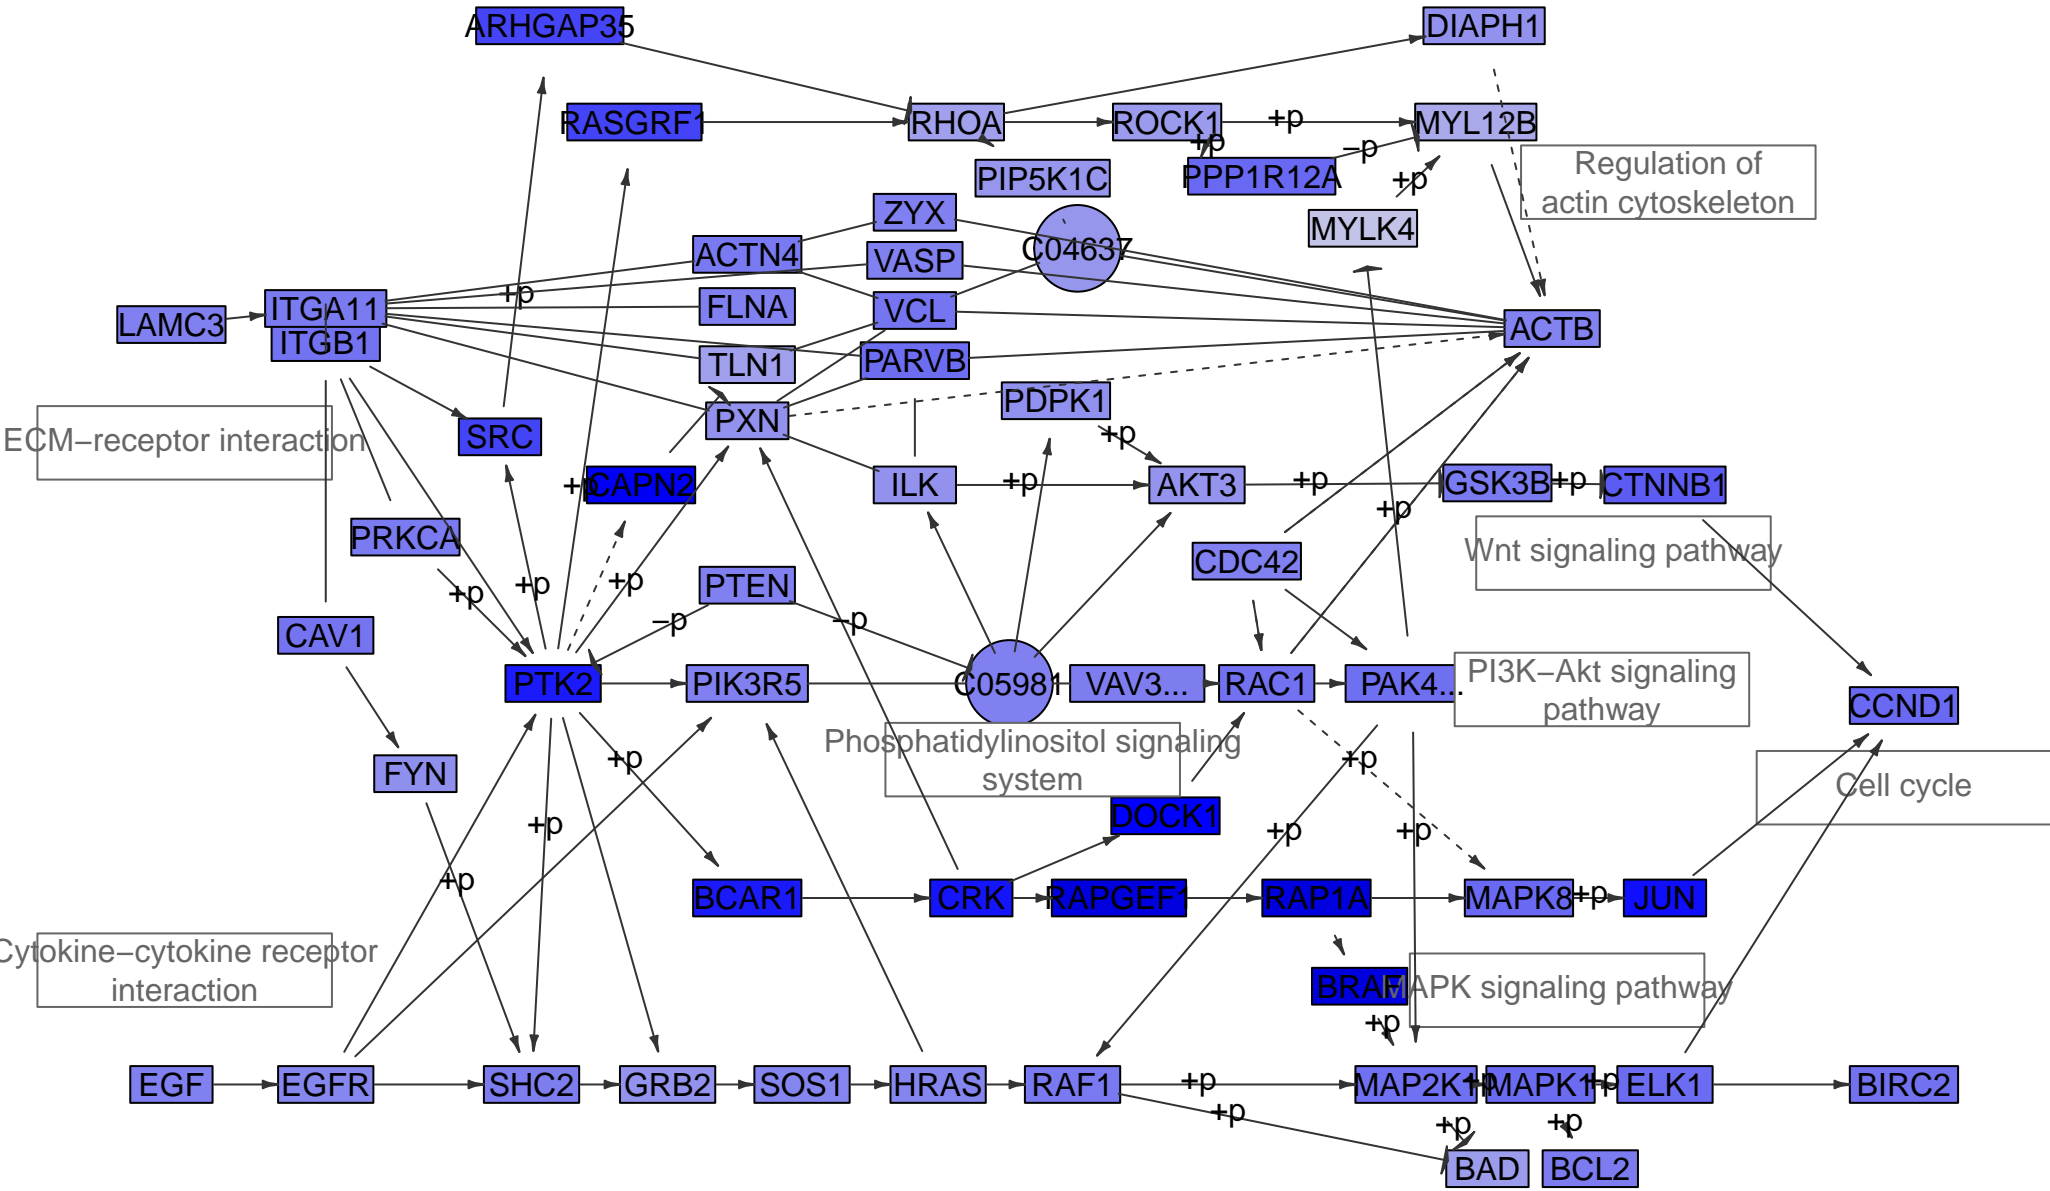 ARHGAP35
DIAPH1
RASGRF1
RHOA
ROCK1
+p
MYL12B
+p
−p
PIP5K1C
PPP1R12A
+p
Regulation of
actin cytoskeleton
ZYX
MYLK4
ACTN4
VASP
C04637
+p
LAMC3
ITGA11
ITGB1
FLNA
VCL
ACTB
TLN1
PARVB
PDPK1
PXN
+p
ECM−receptor interaction
SRC
+p
CAPN2
ILK
+p
AKT3
+p
GSK3B
+p
CTNNB1
+p
PRKCA
CDC42
Wnt signaling pathway
+p
+p
+p
PTEN
−p
−p
CAV1
PTK2
PIK3R5
C05981
VAV3...
RAC1
PAK4...
PI3K−Akt signaling
pathway
CCND1
Phosphatidylinositol signaling
system
FYN
+p
+p
Cell cycle
DOCK1
+p
+p
+p
+p
BCAR1
CRK
RAPGEF1
RAP1A
MAPK8
+p
JUN
Cytokine−cytokine receptor
interaction
BRAF
MAPK signaling pathway
+p
EGF
EGFR
SHC2
GRB2
SOS1
HRAS
RAF1
+p
MAP2K1
+p
MAPK1
+p
ELK1
BIRC2
+p
+p
+p
BAD
BCL2